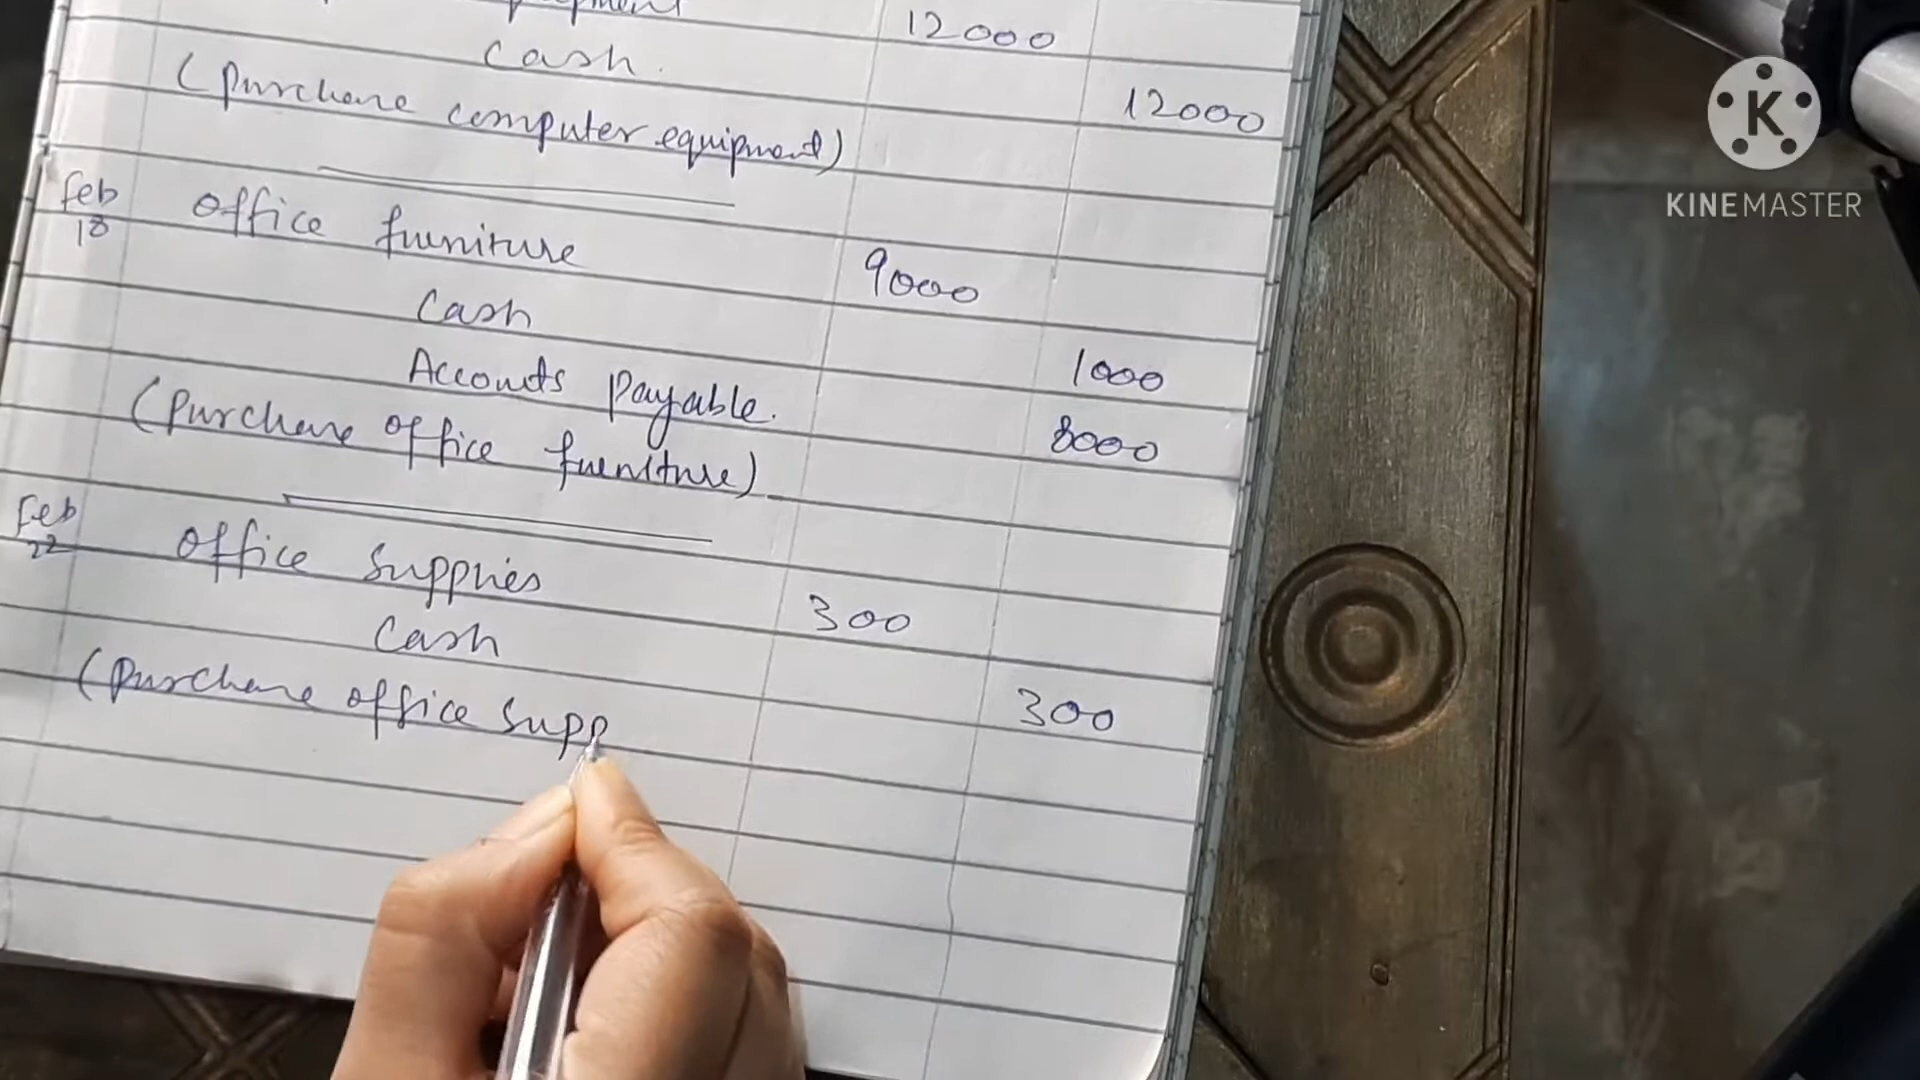 12000
Cash. 12000
(purchase computer equipment)
Feb 18 Office furniture 9000
Cash 1000
Accounts payable. 8000
(purchase office furniture)
Feb 22 Office Supplies 300
Cash 300
(purchase office supp
K
KINEMASTER